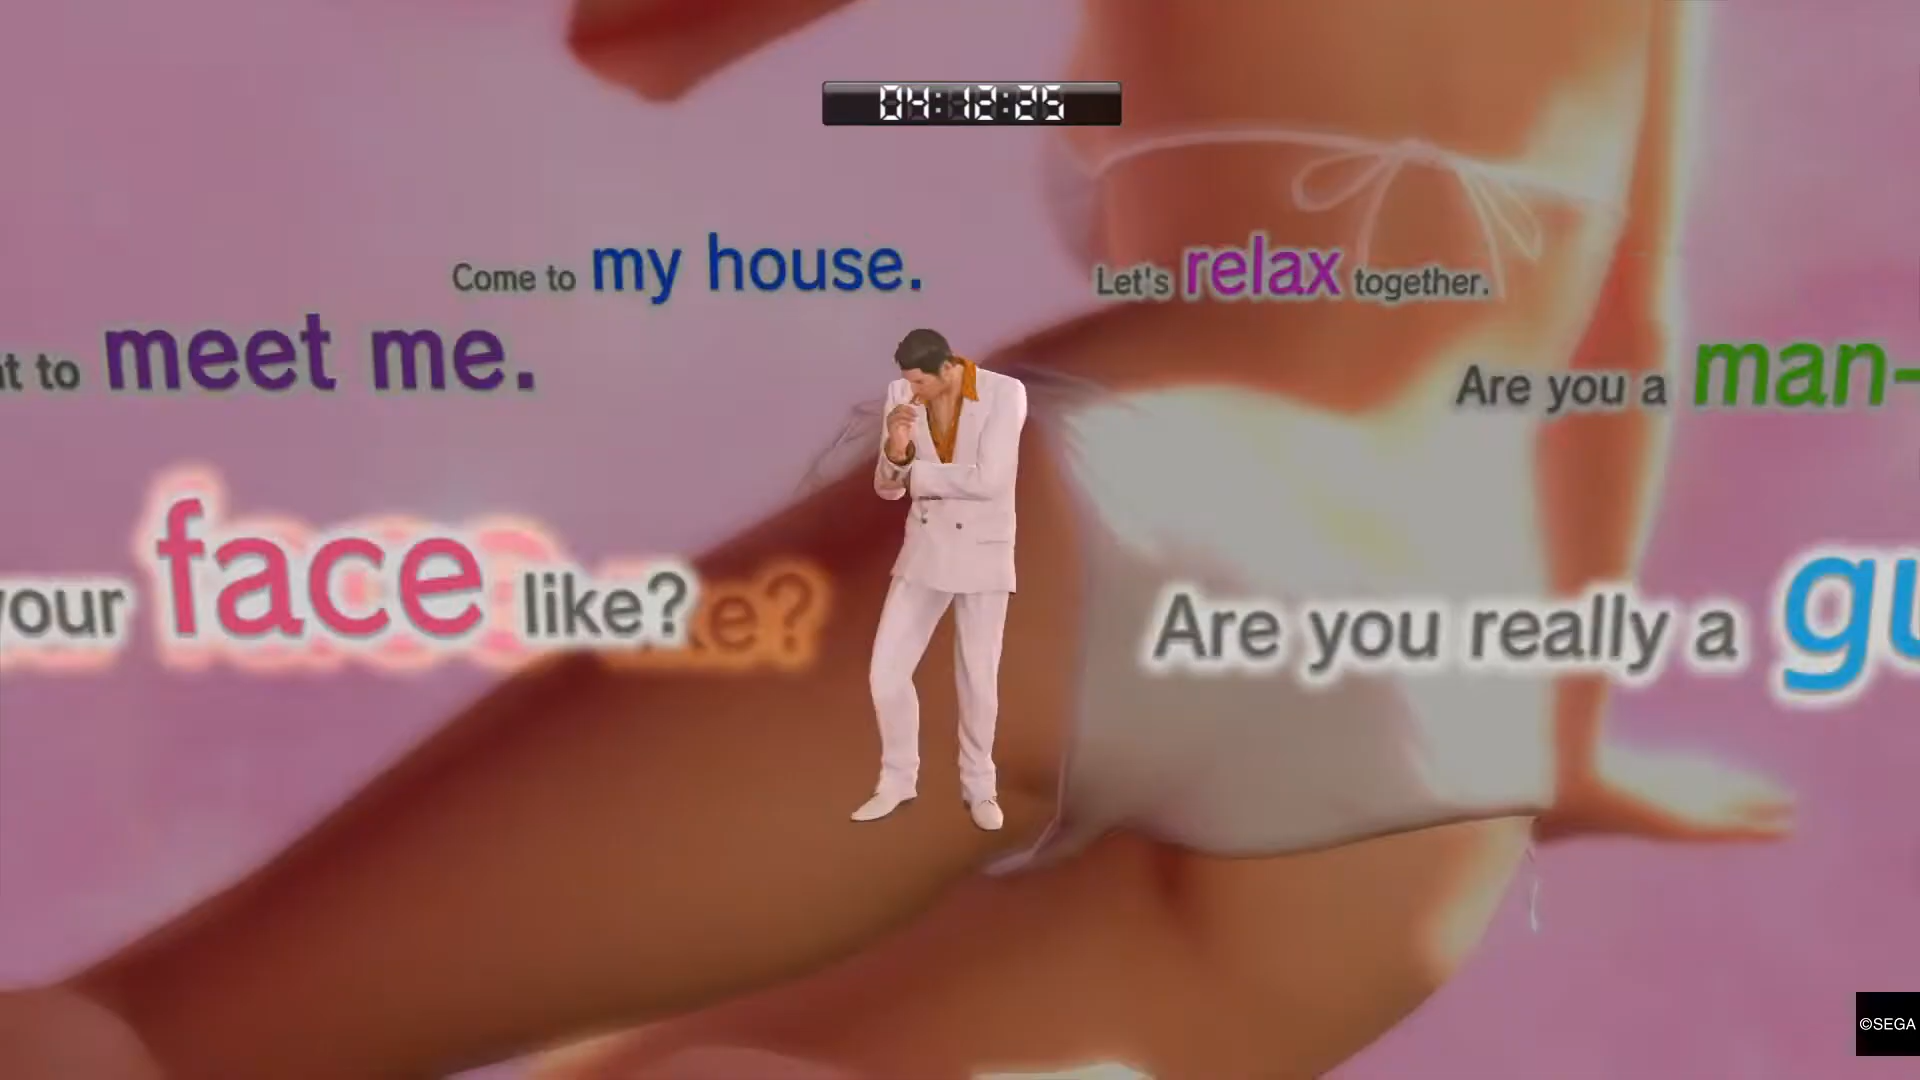 04:12:25
Come to my house.
Let's relax together.
to meet me.
Are you a man-
your face like?
ke?
Are you really a
©SEGA